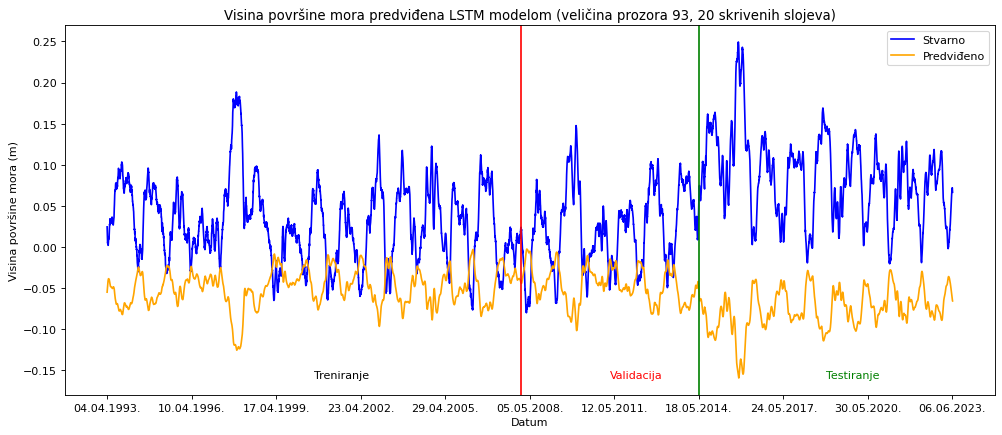 Visina površine mora predviđena LSTM modelom (veličina prozora 93, 20 skrivenih slojeva)
Stvarno
Predviđeno
Visina površine mora (m)
0.25
0.20
0.15
0.10
0.05
0.00
−0.05
−0.10
−0.15
Treniranje
Validacija
Testiranje
04.04.1993.
10.04.1996.
17.04.1999.
23.04.2002.
29.04.2005.
05.05.2008.
12.05.2011.
18.05.2014.
24.05.2017.
30.05.2020.
06.06.2023.
Datum